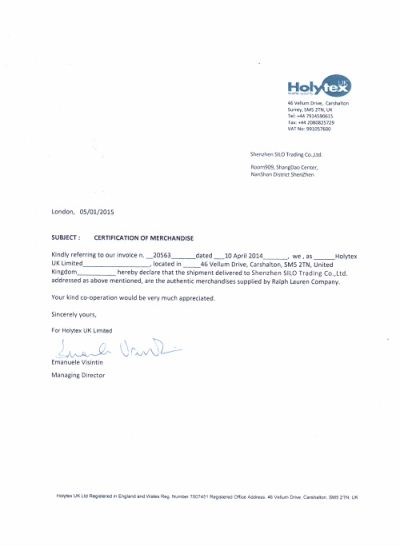 Holytex UK
46 Vellum Drive, Carshalton
Surrey, SM5 2TN, UK
Tel: +44 7914590615
Fax: +44 2080825729
VAT No: 991057600
Shenzhen SILO Trading Co.,Ltd.
Room909, ShangDao Center,
NanShan District ShenZhen
London, 05/01/2015
SUBJECT : CERTIFICATION OF MERCHANDISE
Kindly referring to our invoice n. __20563______dated ___10 April 2014______, we , as _____Holytex
UK Limited________________, located in _____46 Vellum Drive, Carshalton, SM5 2TN, United
Kingdom_________ hereby declare that the shipment delivered to Shenzhen SILO Trading Co.,Ltd.
addressed as above mentioned, are the authentic merchandises supplied by Ralph Lauren Company.
Your kind co-operation would be very much appreciated.
Sincerely yours,
For Holytex UK Limited
Emanuele Visintin
Managing Director
Holytex UK Ltd Registered in England and Wales Reg. Number 7507401 Registered Office Address. 46 Vellum Drive, Carshalton, SM5 2TN, UK